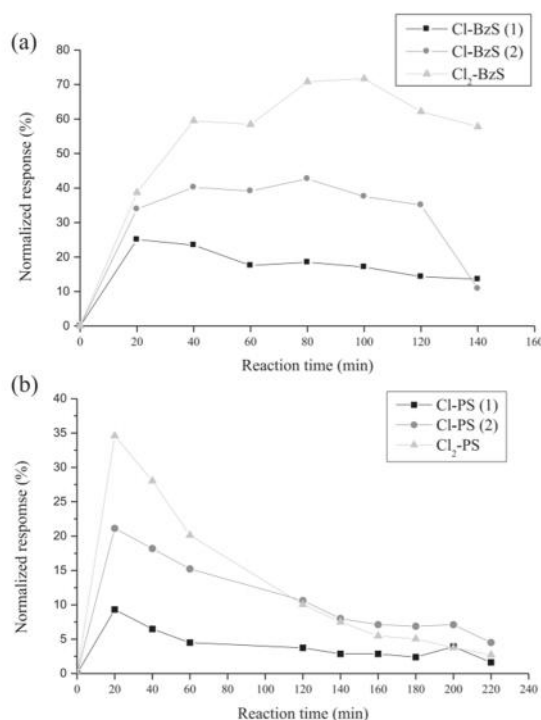 (a)
Cl-BzS (1)
Cl-BzS (2)
Cl₂-BzS
80
70
60
50
40
30
20
10
0
Normalized response (%)
0 20 40 60 80 100 120 140
Reaction time (min)
(b)
Cl-PS (1)
Cl-PS (2)
Cl₂-PS
40
35
30
25
20
15
10
5
0
Normalized respomse (%)
0 20 40 60 80 100 120 140 160 180 200 220 240
Reaction time (min)